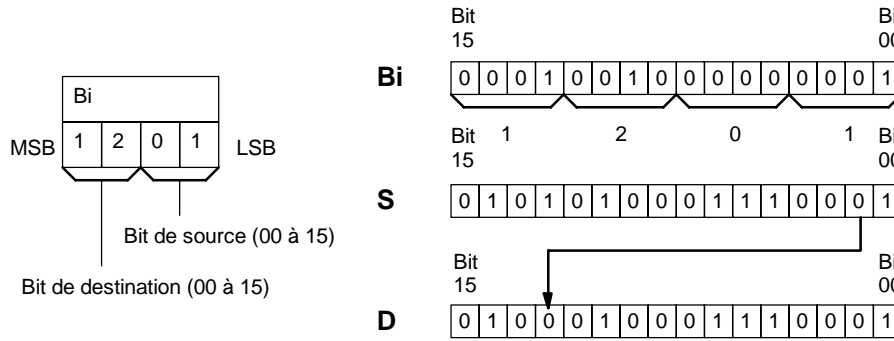 Bi
1 2 0 1
MSB
LSB
Bit de source (00 à 15)
Bit de destination (00 à 15)
Bit Bi
15 00
Bi 0 0 0 1 0 0 1 0 0 0 0 0 0 0 0 1
Bit 1 2 0 1 Bi
15 00
S 0 1 0 1 0 1 0 0 0 1 1 1 0 0 0 1
Bit Bi
15 00
D 0 1 0 0 0 1 0 0 0 1 1 1 0 0 0 1